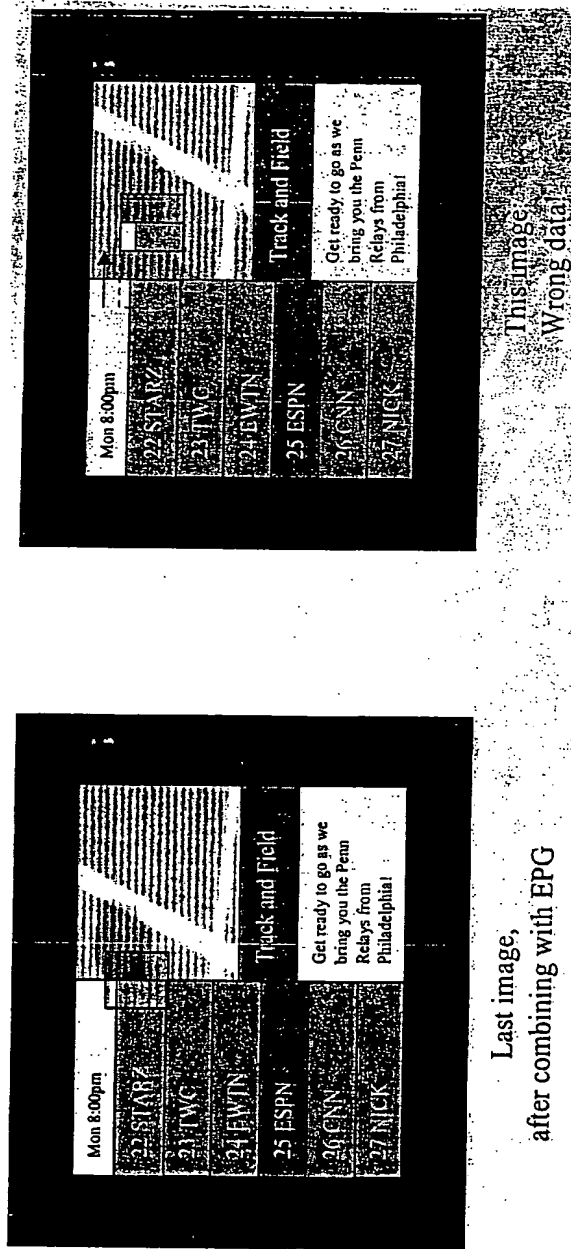 Mon 8:00pm
22 STARZ
23 TWC
24 EWTN
25 ESPN
26 CNN
27 NICK
Track and Field
Get ready to go as we
bring you the Penn
Relays from
Philadelphia!
Last image,
after combining with EPG
Mon 8:00pm
22 STARZ
23 TWC
24 EWTN
25 ESPN
26 CNN
27 NICK
Track and Field
Get ready to go as we
bring you the Penn
Relays from
Philadelphia!
This image,
Wrong data!